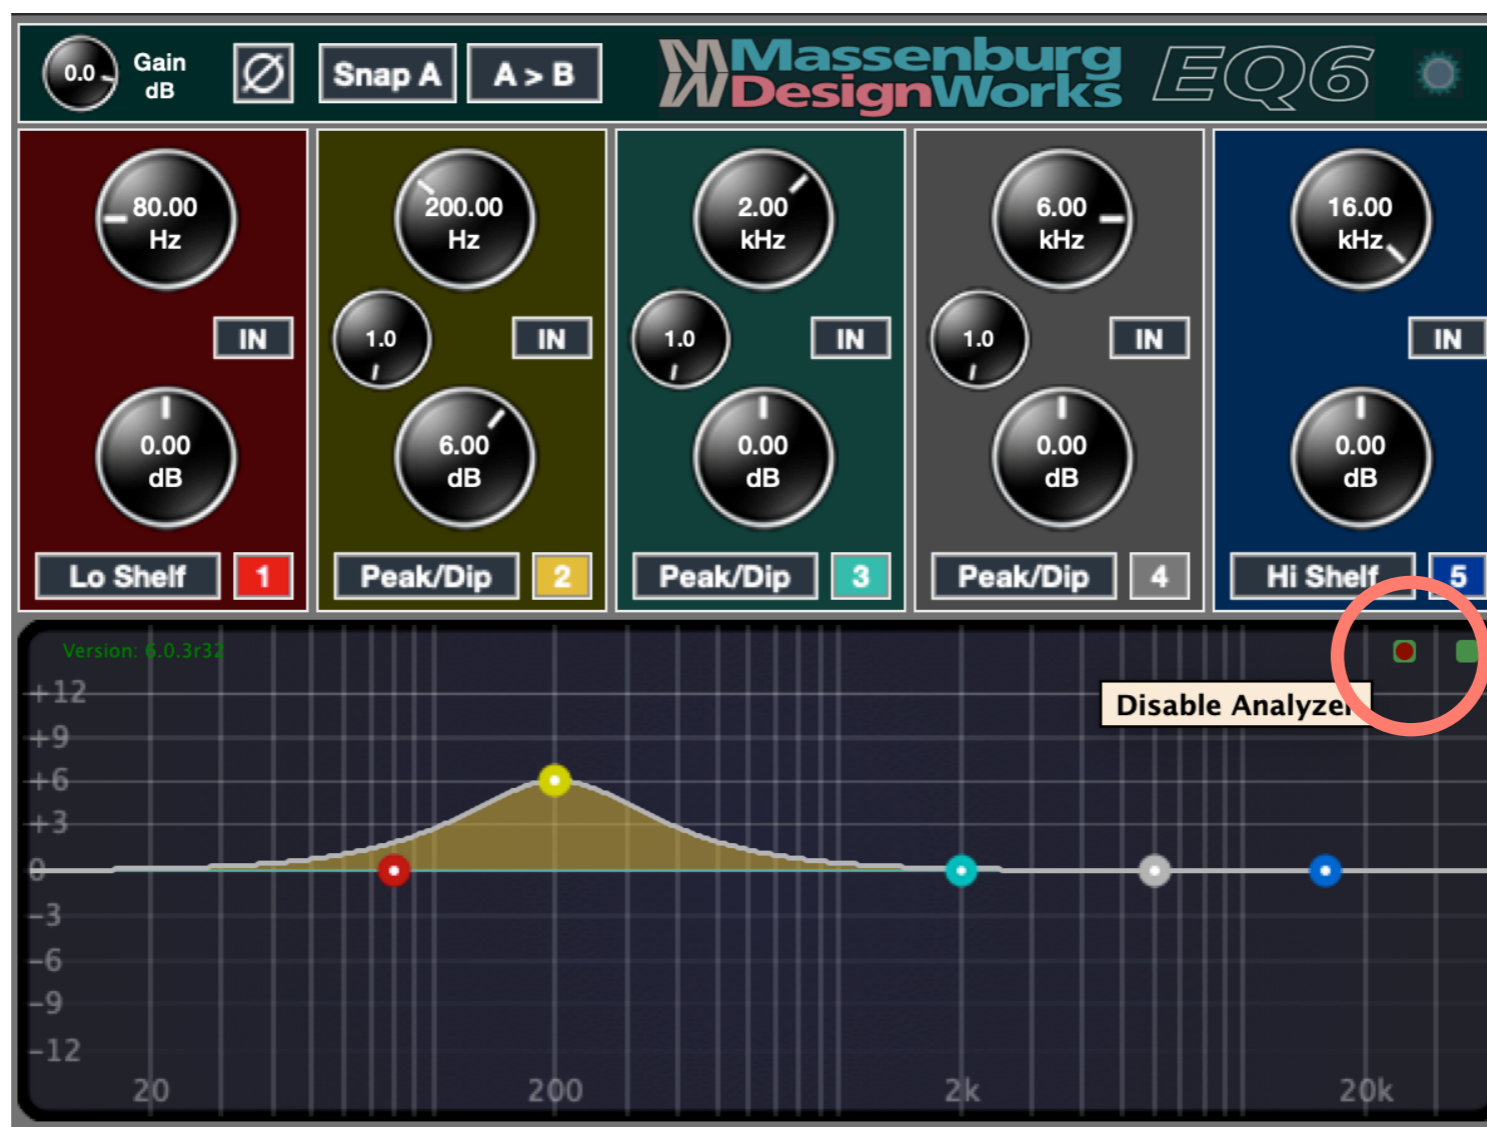 0.0
Gain
dB
Ø
Snap A
A > B
Massenburg
DesignWorks
EQ6
80.00
Hz
IN
0.00
dB
Lo Shelf
1
200.00
Hz
1.0
IN
6.00
dB
Peak/Dip
2
2.00
kHz
1.0
IN
0.00
dB
Peak/Dip
3
6.00
kHz
1.0
IN
0.00
dB
Peak/Dip
4
16.00
kHz
IN
0.00
dB
Hi Shelf
5
Version: 6.0.3r32
Disable Analyzer
+12
+9
+6
+3
0
-3
-6
-9
-12
20
200
2k
20k